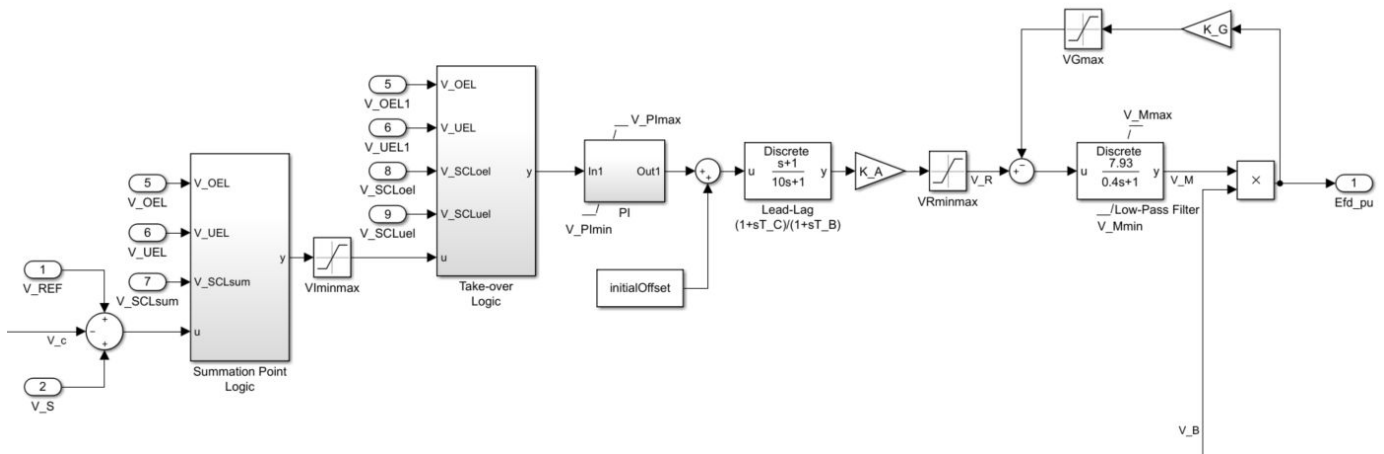 K_G
VGmax
5
V_OEL1
V_OEL
6
V_UEL1
V_UEL
8
V_SCLoel
V_SCLoel
9
V_SCLuel
V_SCLuel
u
y
Take-over
Logic
V_PImax
In1
Out1
PI
V_PImin
+
+
Discrete
s+1
10s+1
u
y
Lead-Lag
(1+sT_C)/(1+sT_B)
K_A
VRminmax
V_R
+
−
V_Mmax
Discrete
7.93
0.4s+1
u
y
Low-Pass Filter
V_Mmin
V_M
×
1
Efd_pu
5
V_OEL
V_OEL
6
V_UEL
V_UEL
7
V_SCLsum
V_SCLsum
u
y
Summation Point
Logic
VIminmax
initialOffset
1
V_REF
+
−
+
V_c
2
V_S
V_B